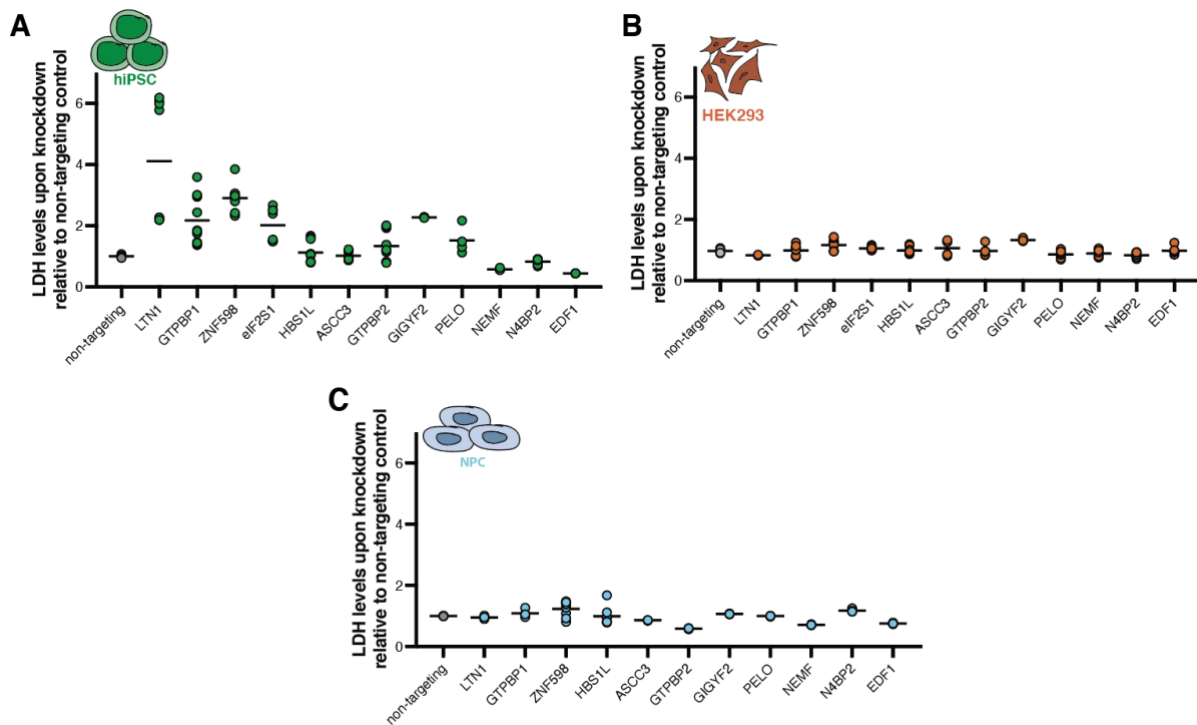 A
hiPSC
LDH levels upon knockdown
relative to non-targeting control
6
4
2
0
non-targeting
LTN1
GTPBP1
ZNF598
eIF2S1
HBS1L
ASCC3
GTPBP2
GIGYF2
PELO
NEMF
N4BP2
EDF1
B
HEK293
LDH levels upon knockdown
relative to non-targeting control
6
4
2
0
non-targeting
LTN1
GTPBP1
ZNF598
eIF2S1
HBS1L
ASCC3
GTPBP2
GIGYF2
PELO
NEMF
N4BP2
EDF1
C
NPC
LDH levels upon knockdown
relative to non-targeting control
6
4
2
0
non-targeting
LTN1
GTPBP1
ZNF598
HBS1L
ASCC3
GTPBP2
GIGYF2
PELO
NEMF
N4BP2
EDF1